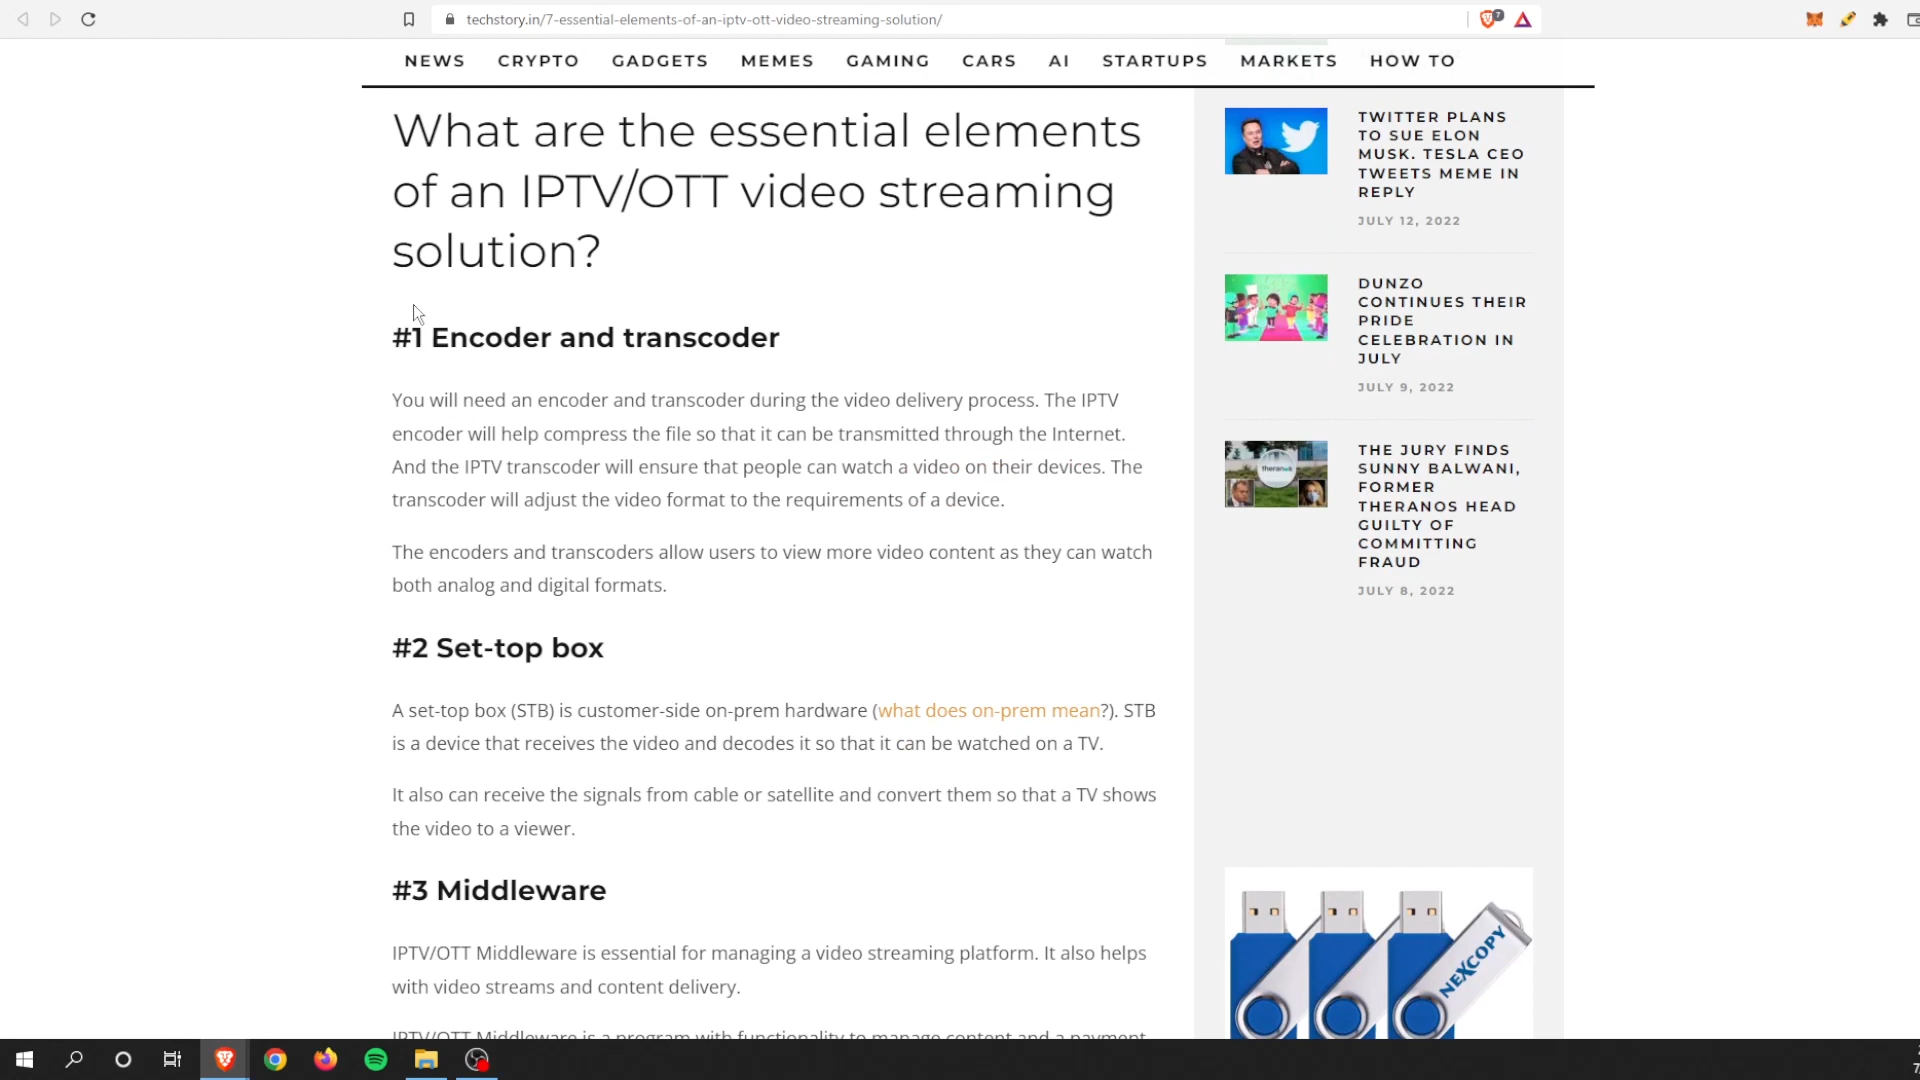 techstory.in/7-essential-elements-of-an-iptv-ott-video-streaming-solution/
7
NEWS CRYPTO GADGETS MEMES GAMING CARS AI STARTUPS MARKETS HOW TO
What are the essential elements
of an IPTV/OTT video streaming
solution?
#1 Encoder and transcoder
You will need an encoder and transcoder during the video delivery process. The IPTV
encoder will help compress the file so that it can be transmitted through the Internet.
And the IPTV transcoder will ensure that people can watch a video on their devices. The
transcoder will adjust the video format to the requirements of a device.
The encoders and transcoders allow users to view more video content as they can watch
both analog and digital formats.
#2 Set-top box
A set-top box (STB) is customer-side on-prem hardware (what does on-prem mean?). STB
is a device that receives the video and decodes it so that it can be watched on a TV.
It also can receive the signals from cable or satellite and convert them so that a TV shows
the video to a viewer.
#3 Middleware
IPTV/OTT Middleware is essential for managing a video streaming platform. It also helps
with video streams and content delivery.
IPTV/OTT Middleware is a program with functionality to manage content and a payment
TWITTER PLANS
TO SUE ELON
MUSK. TESLA CEO
TWEETS MEME IN
REPLY
JULY 12, 2022
DUNZO
CONTINUES THEIR
PRIDE
CELEBRATION IN
JULY
JULY 9, 2022
theranos
THE JURY FINDS
SUNNY BALWANI,
FORMER
THERANOS HEAD
GUILTY OF
COMMITTING
FRAUD
JULY 8, 2022
NEXCOPY